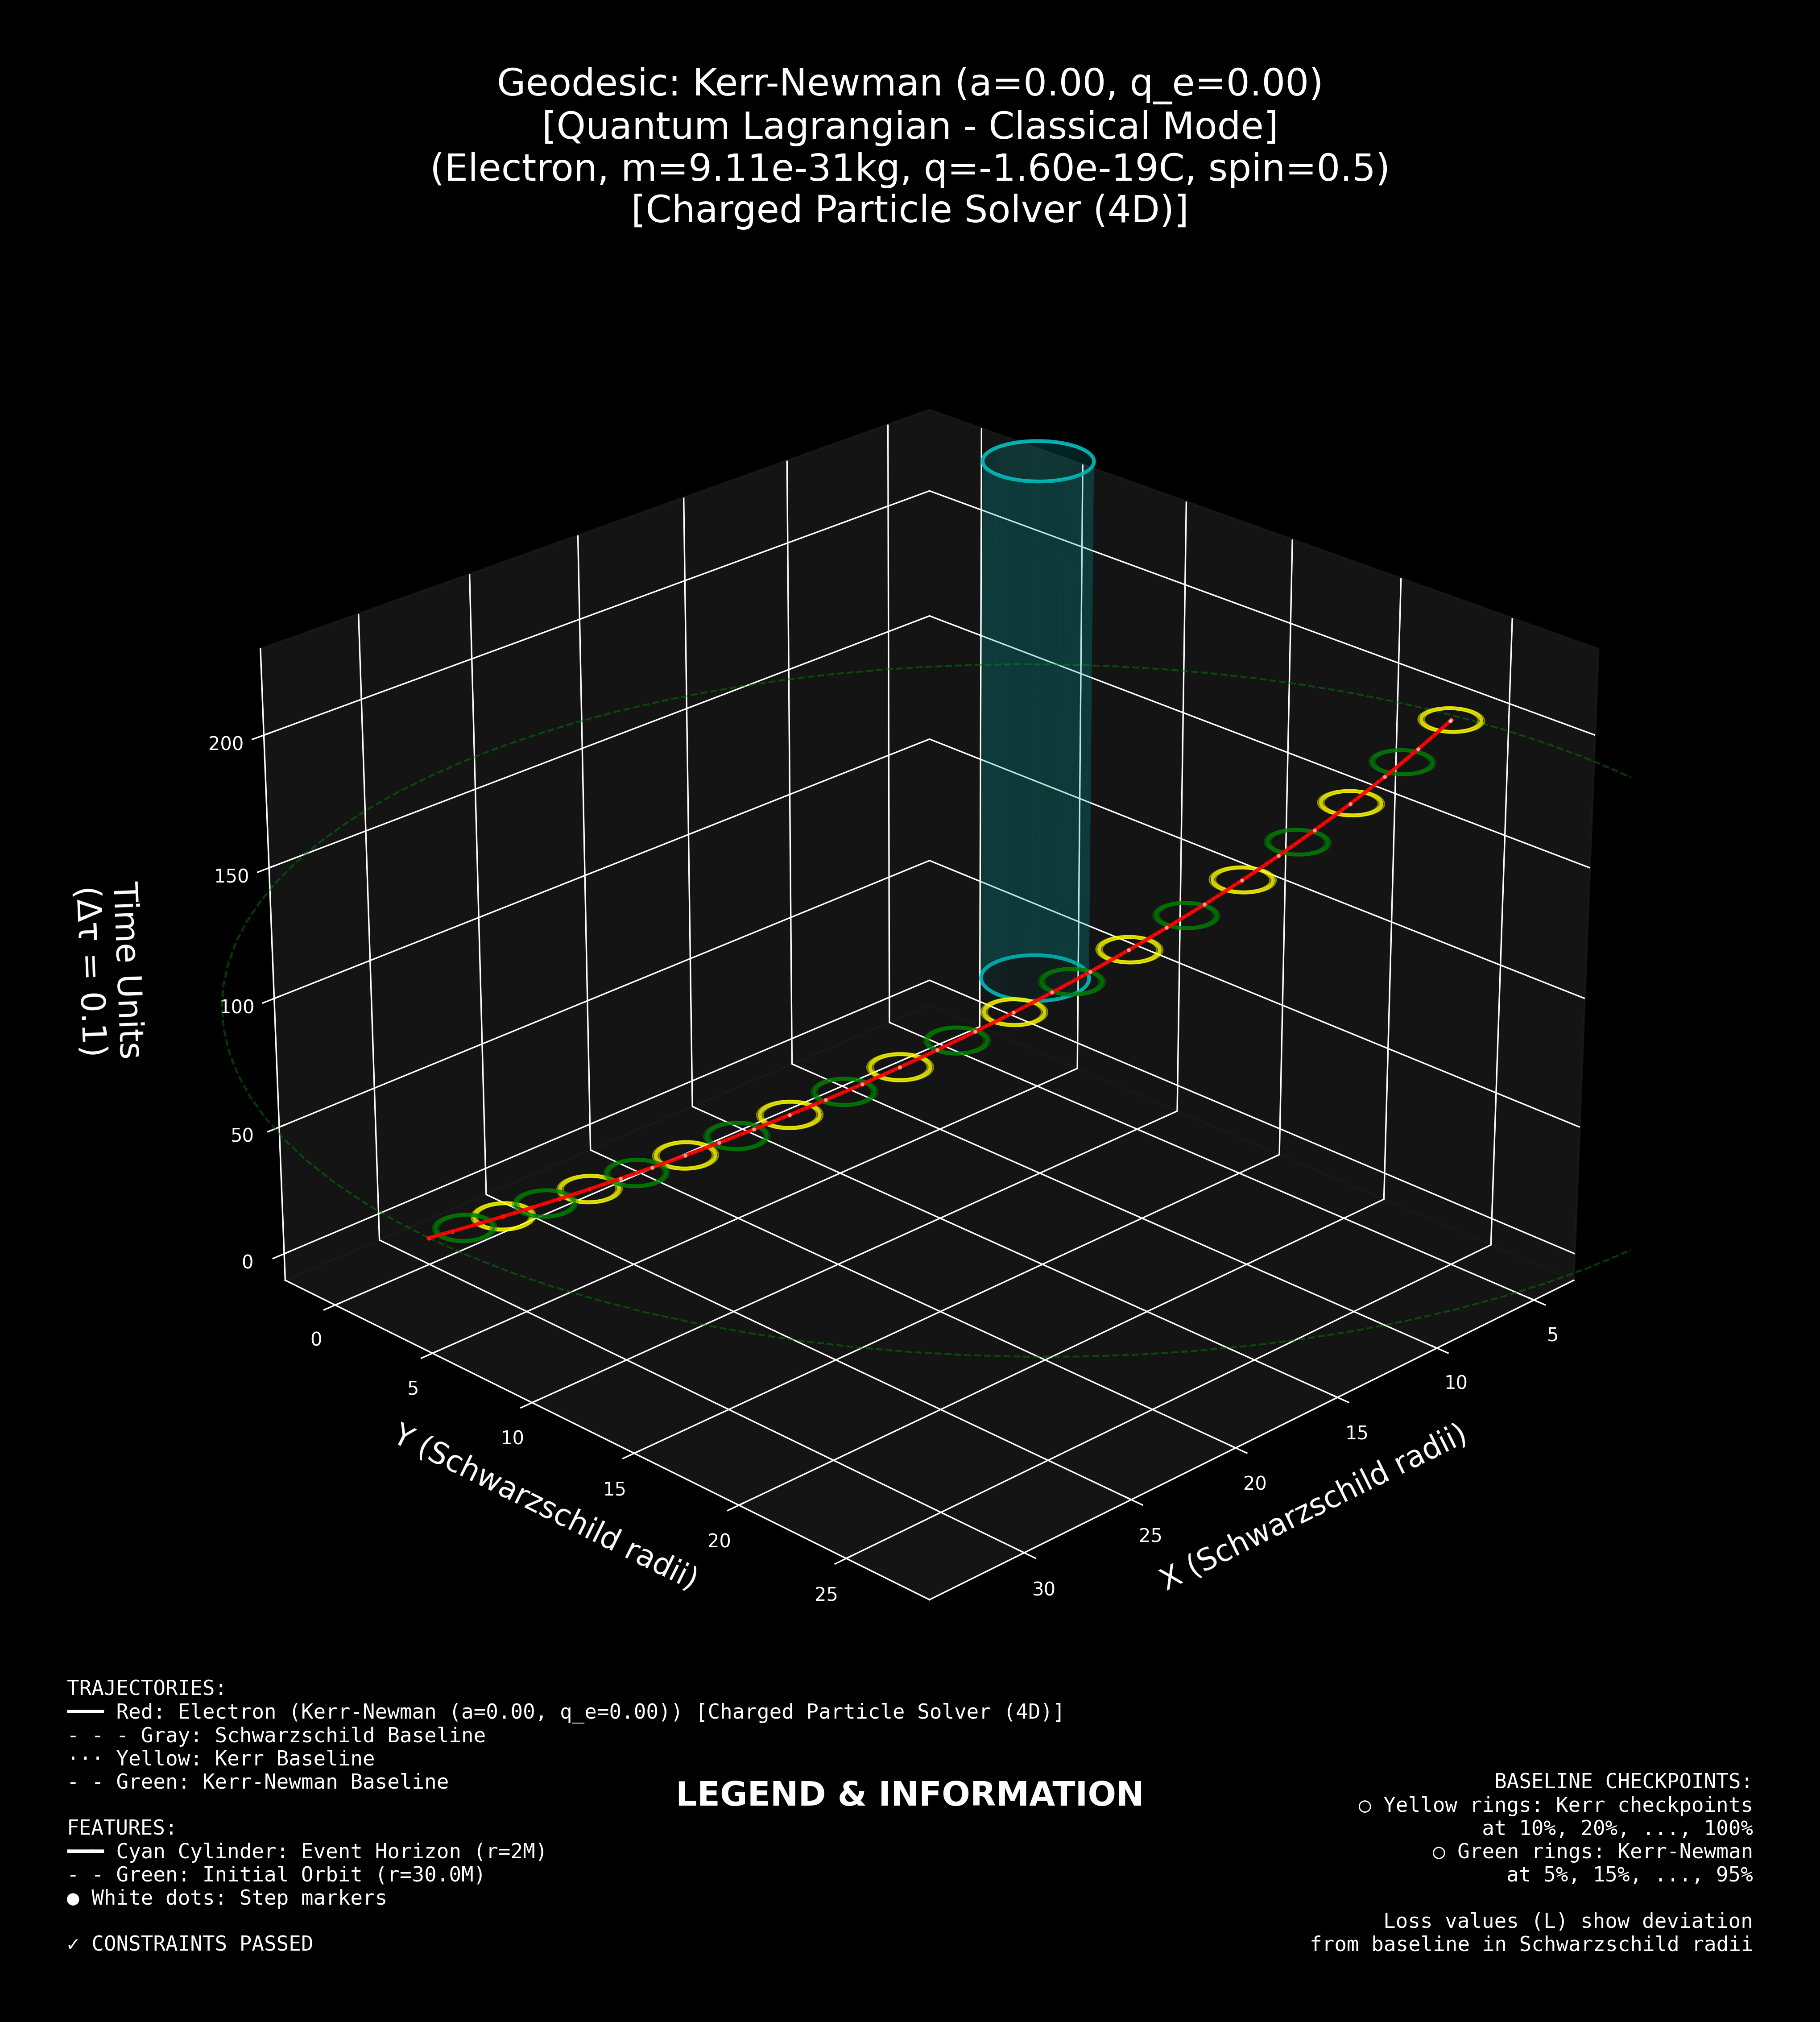 Geodesic: Kerr-Newman (a=0.00, q_e=0.00)
[Quantum Lagrangian - Classical Mode]
(Electron, m=9.11e-31kg, q=-1.60e-19C, spin=0.5)
[Charged Particle Solver (4D)]
200
150
100
50
0
Time Units
(Δτ = 0.1)
0
5
10
15
20
25
Y (Schwarzschild radii)
5
10
15
20
25
30
X (Schwarzschild radii)
TRAJECTORIES:
━━━ Red: Electron (Kerr-Newman (a=0.00, q_e=0.00)) [Charged Particle Solver (4D)]
- - - Gray: Schwarzschild Baseline
··· Yellow: Kerr Baseline
- - Green: Kerr-Newman Baseline
FEATURES:
━━━ Cyan Cylinder: Event Horizon (r=2M)
- - Green: Initial Orbit (r=30.0M)
● White dots: Step markers
✓ CONSTRAINTS PASSED
LEGEND & INFORMATION
BASELINE CHECKPOINTS:
○ Yellow rings: Kerr checkpoints
at 10%, 20%, ..., 100%
○ Green rings: Kerr-Newman
at 5%, 15%, ..., 95%
Loss values (L) show deviation
from baseline in Schwarzschild radii